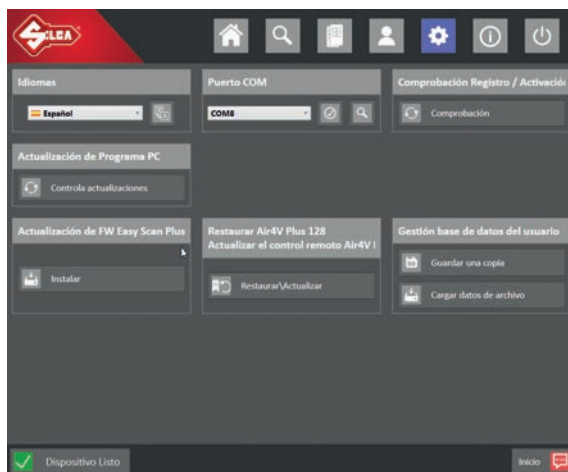 SILCA
Idiomas
Español
Puerto COM
COM8
Comprobación Registro / Activació
Comprobación
Actualización de Programa PC
Controla actualizaciones
Actualización de FW Easy Scan Plus
Instalar
Restaurar Air4V Plus 128
Actualizar el control remoto Air4V
Restaurar\Actualizar
Gestión base de datos del usuario
Guardar una copia
Cargar datos de archivo
Dispositivo Listo
Inicio